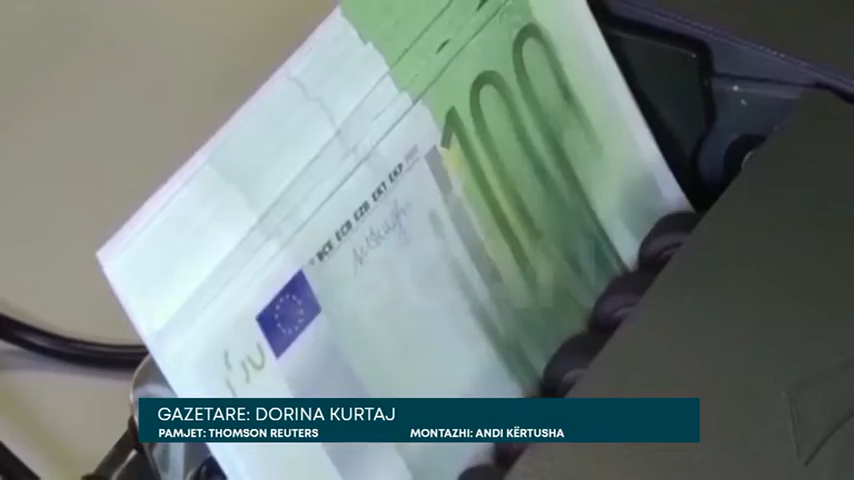 100
BCE ECB EZB EKT EKP
GAZETARE: DORINA KURTAJ
PAMJET: THOMSON REUTERS
MONTAZHI: ANDI KËRTUSHA